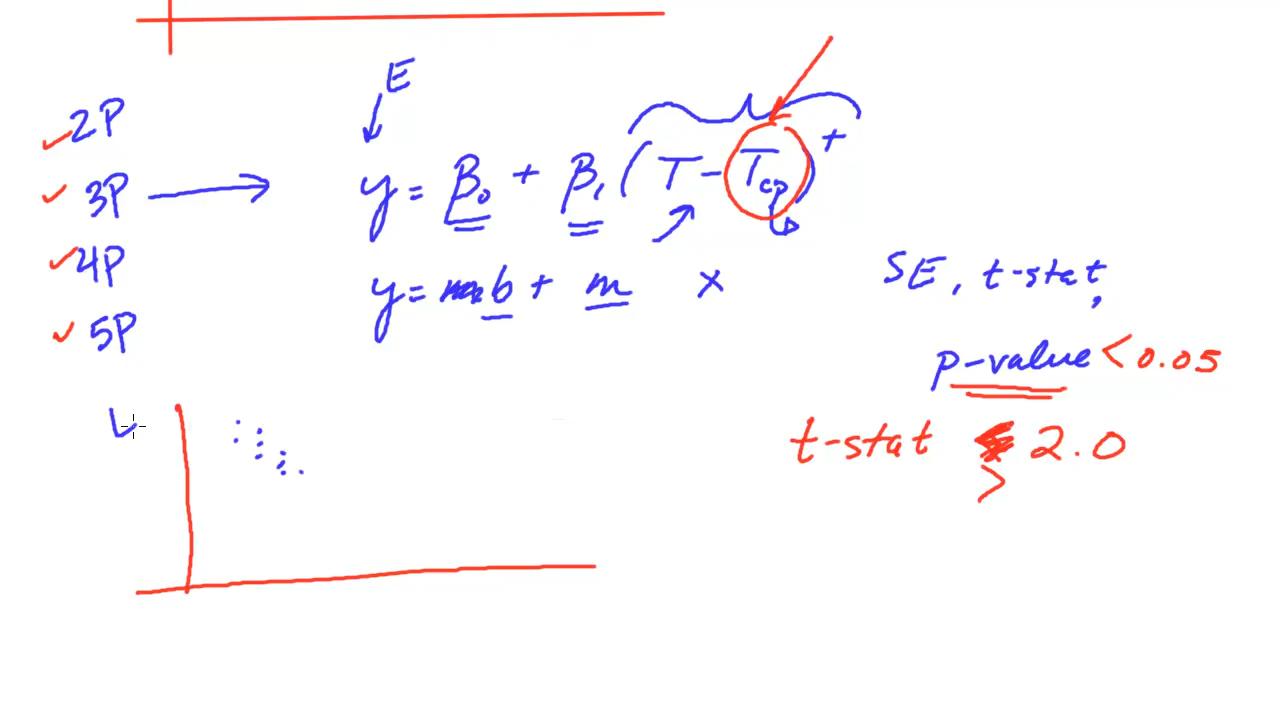 E
2P
3P
y = β₀ + β₁ (T - Tcp)⁺
4P
y = b + m x
SE, t-stat,
5P
p-value < 0.05
t-stat > 2.0